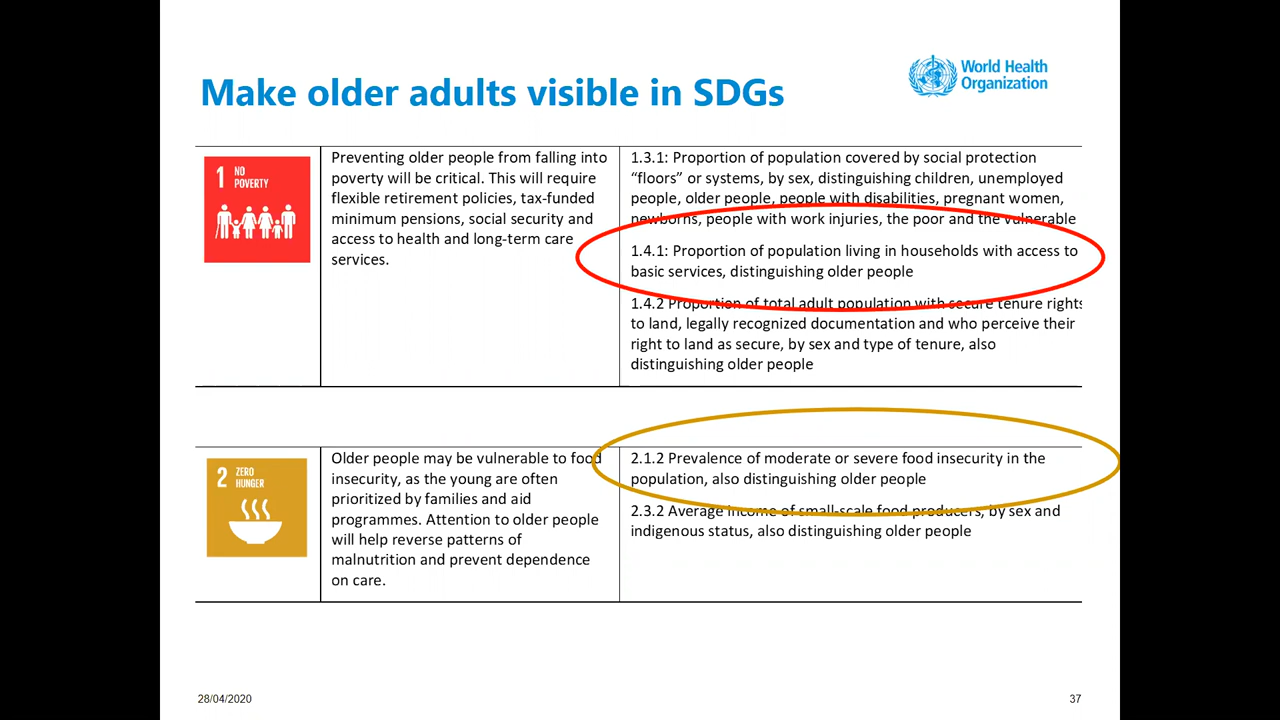 Make older adults visible in SDGs
World Health
Organization
1 NO
POVERTY
Preventing older people from falling into
poverty will be critical. This will require
flexible retirement policies, tax-funded
minimum pensions, social security and
access to health and long-term care
services.
1.3.1: Proportion of population covered by social protection
“floors” or systems, by sex, distinguishing children, unemployed
people, older people, people with disabilities, pregnant women,
newborns, people with work injuries, the poor and the vulnerable
1.4.1: Proportion of population living in households with access to
basic services, distinguishing older people
1.4.2 Proportion of total adult population with secure tenure rights
to land, legally recognized documentation and who perceive their
right to land as secure, by sex and type of tenure, also
distinguishing older people
2 ZERO
HUNGER
Older people may be vulnerable to food
insecurity, as the young are often
prioritized by families and aid
programmes. Attention to older people
will help reverse patterns of
malnutrition and prevent dependence
on care.
2.1.2 Prevalence of moderate or severe food insecurity in the
population, also distinguishing older people
2.3.2 Average income of small-scale food producers, by sex and
indigenous status, also distinguishing older people
28/04/2020
37